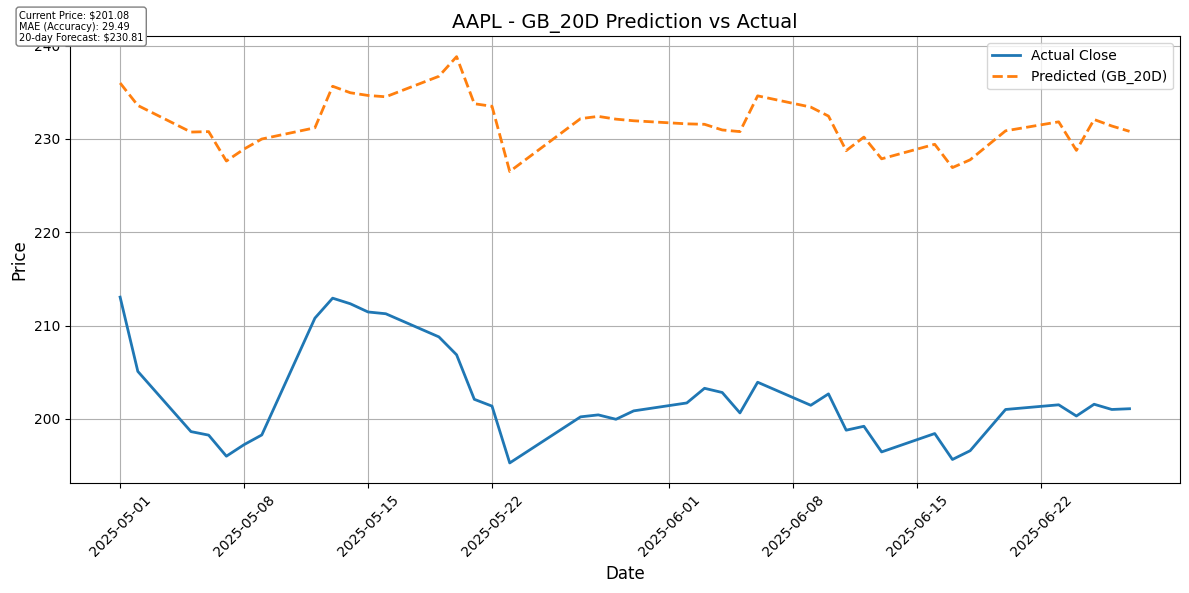 AAPL - GB_20D Prediction vs Actual
Current Price: $201.08
MAE (Accuracy): 29.49
20-day Forecast: $230.81
Actual Close
Predicted (GB_20D)
Price
240
230
220
210
200
2025-05-01
2025-05-08
2025-05-15
2025-05-22
2025-06-01
2025-06-08
2025-06-15
2025-06-22
Date